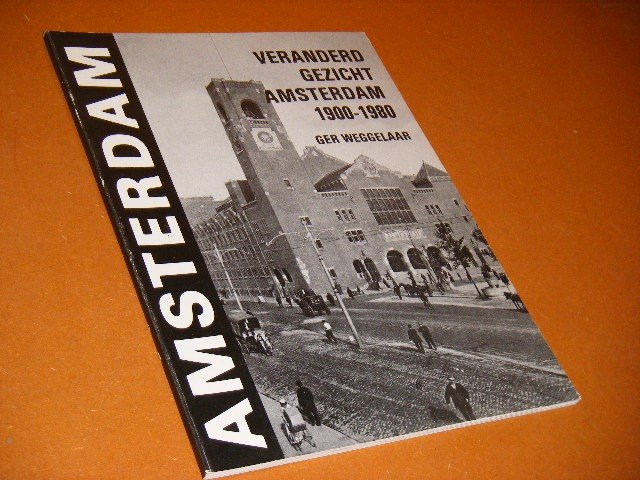 AMSTERDAM
VERANDERD
GEZICHT
AMSTERDAM
1900-1980
GER WEGGELAAR